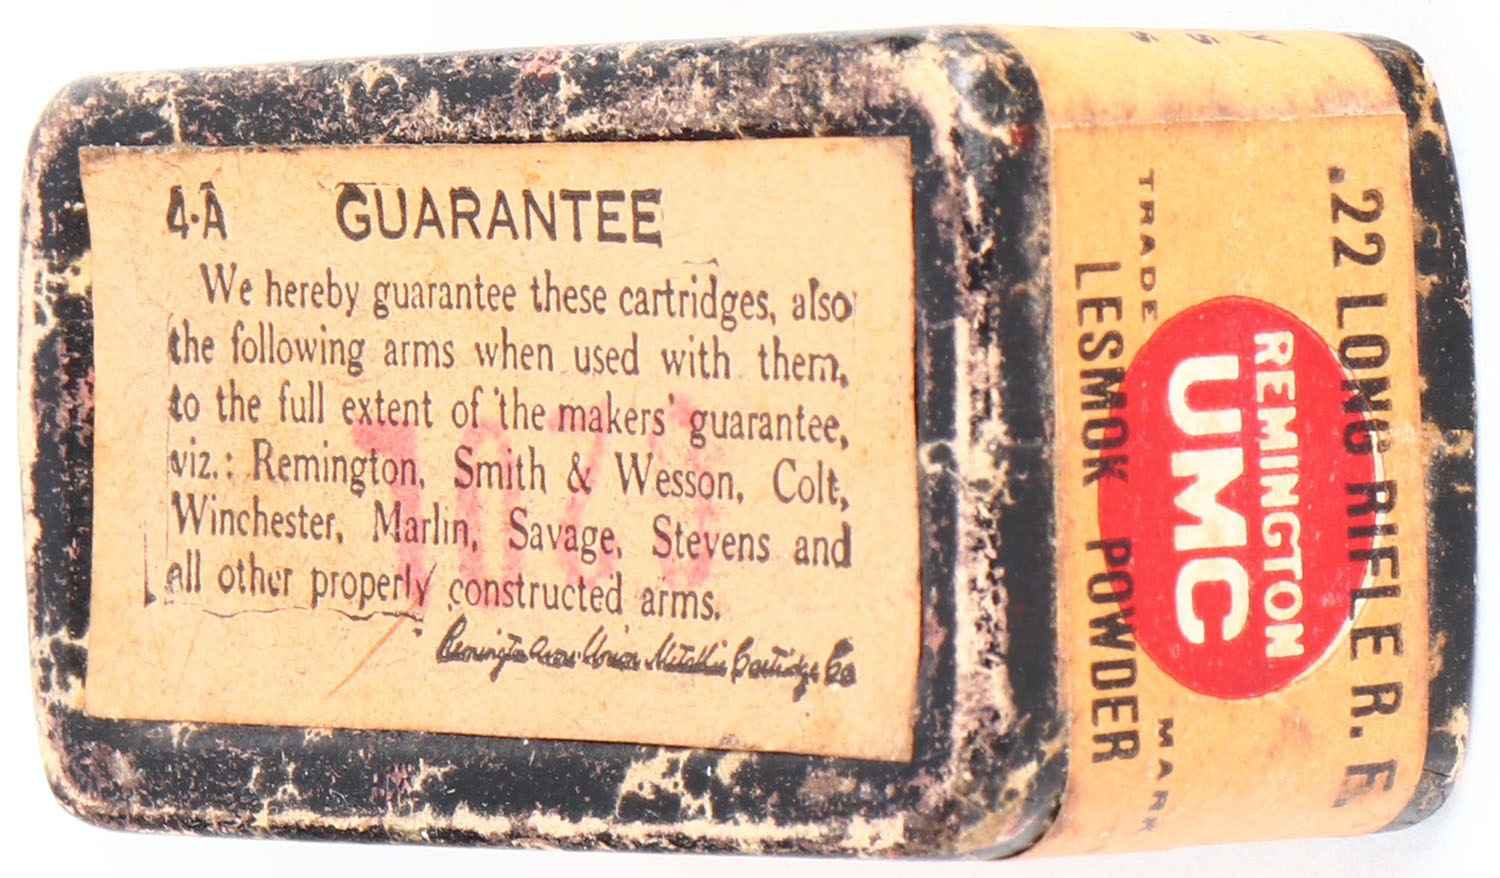 4-A GUARANTEE
We hereby guarantee these cartridges, also
the following arms when used with them,
to the full extent of the makers' guarantee,
viz.: Remington, Smith & Wesson, Colt,
Winchester, Marlin, Savage, Stevens and
all other properly constructed arms.
Remington Arms-Union Metallic Cartridge Co
.22 LONG RIFLE R. F.
REMINGTON
UMC
TRADE MARK
LESMOK POWDER